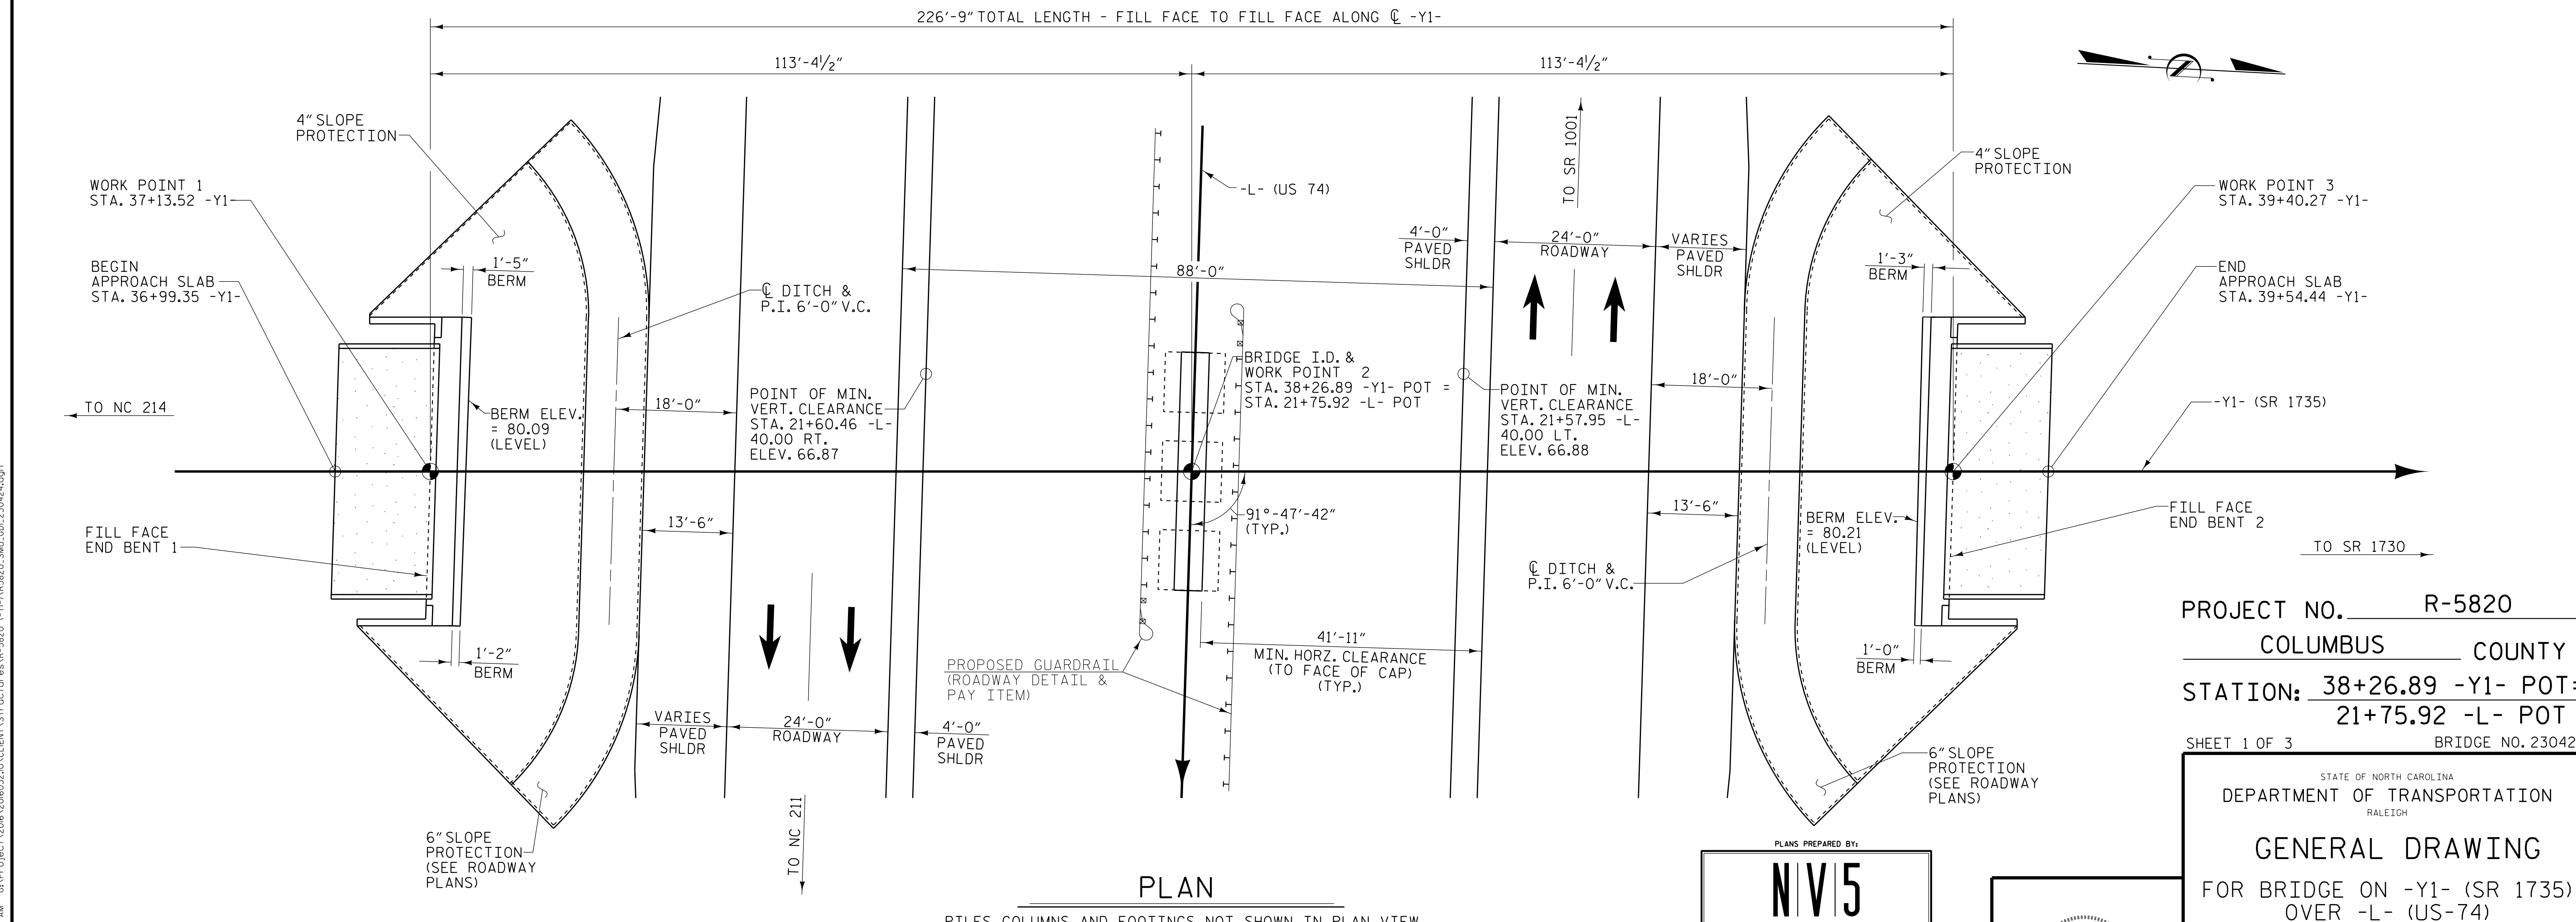 226'-9" TOTAL LENGTH - FILL FACE TO FILL FACE ALONG ℄ -Y1-
113'-4½"
113'-4½"
4" SLOPE
PROTECTION
WORK POINT 1
STA. 37+13.52 -Y1-
BEGIN
APPROACH SLAB
STA. 36+99.35 -Y1-
1'-5"
BERM
TO NC 214
BERM ELEV.
= 80.09
(LEVEL)
FILL FACE
END BENT 1
1'-2"
BERM
6" SLOPE
PROTECTION
(SEE ROADWAY
PLANS)
℄ DITCH &
P.I. 6'-0" V.C.
18'-0"
13'-6"
POINT OF MIN.
VERT. CLEARANCE
STA. 21+60.46 -L-
40.00 RT.
ELEV. 66.87
VARIES
PAVED
SHLDR
24'-0"
ROADWAY
4'-0"
PAVED
SHLDR
TO NC 211
-L- (US 74)
88'-0"
BRIDGE I.D. &
WORK POINT 2
STA. 38+26.89 -Y1- POT =
STA. 21+75.92 -L- POT
91°-47'-42"
(TYP.)
PROPOSED GUARDRAIL
(ROADWAY DETAIL &
PAY ITEM)
41'-11"
MIN. HORZ. CLEARANCE
(TO FACE OF CAP)
(TYP.)
4'-0"
PAVED
SHLDR
TO SR 1001
24'-0"
ROADWAY
VARIES
PAVED
SHLDR
POINT OF MIN.
VERT. CLEARANCE
STA. 21+57.95 -L-
40.00 LT.
ELEV. 66.88
18'-0"
13'-6"
℄ DITCH &
P.I. 6'-0" V.C.
4" SLOPE
PROTECTION
1'-3"
BERM
WORK POINT 3
STA. 39+40.27 -Y1-
END
APPROACH SLAB
STA. 39+54.44 -Y1-
-Y1- (SR 1735)
BERM ELEV.
= 80.21
(LEVEL)
FILL FACE
END BENT 2
TO SR 1730
1'-0"
BERM
6" SLOPE
PROTECTION
(SEE ROADWAY
PLANS)
PLAN
PILES COLUMNS AND FOOTINGS NOT SHOWN IN PLAN VIEW
PLANS PREPARED BY:
N|V|5
PROJECT NO. R-5820
COLUMBUS COUNTY
STATION: 38+26.89 -Y1- POT=
21+75.92 -L- POT
SHEET 1 OF 3
BRIDGE NO. 23042
STATE OF NORTH CAROLINA
DEPARTMENT OF TRANSPORTATION
RALEIGH
GENERAL DRAWING
FOR BRIDGE ON -Y1- (SR 1735)
OVER -L- (US-74)